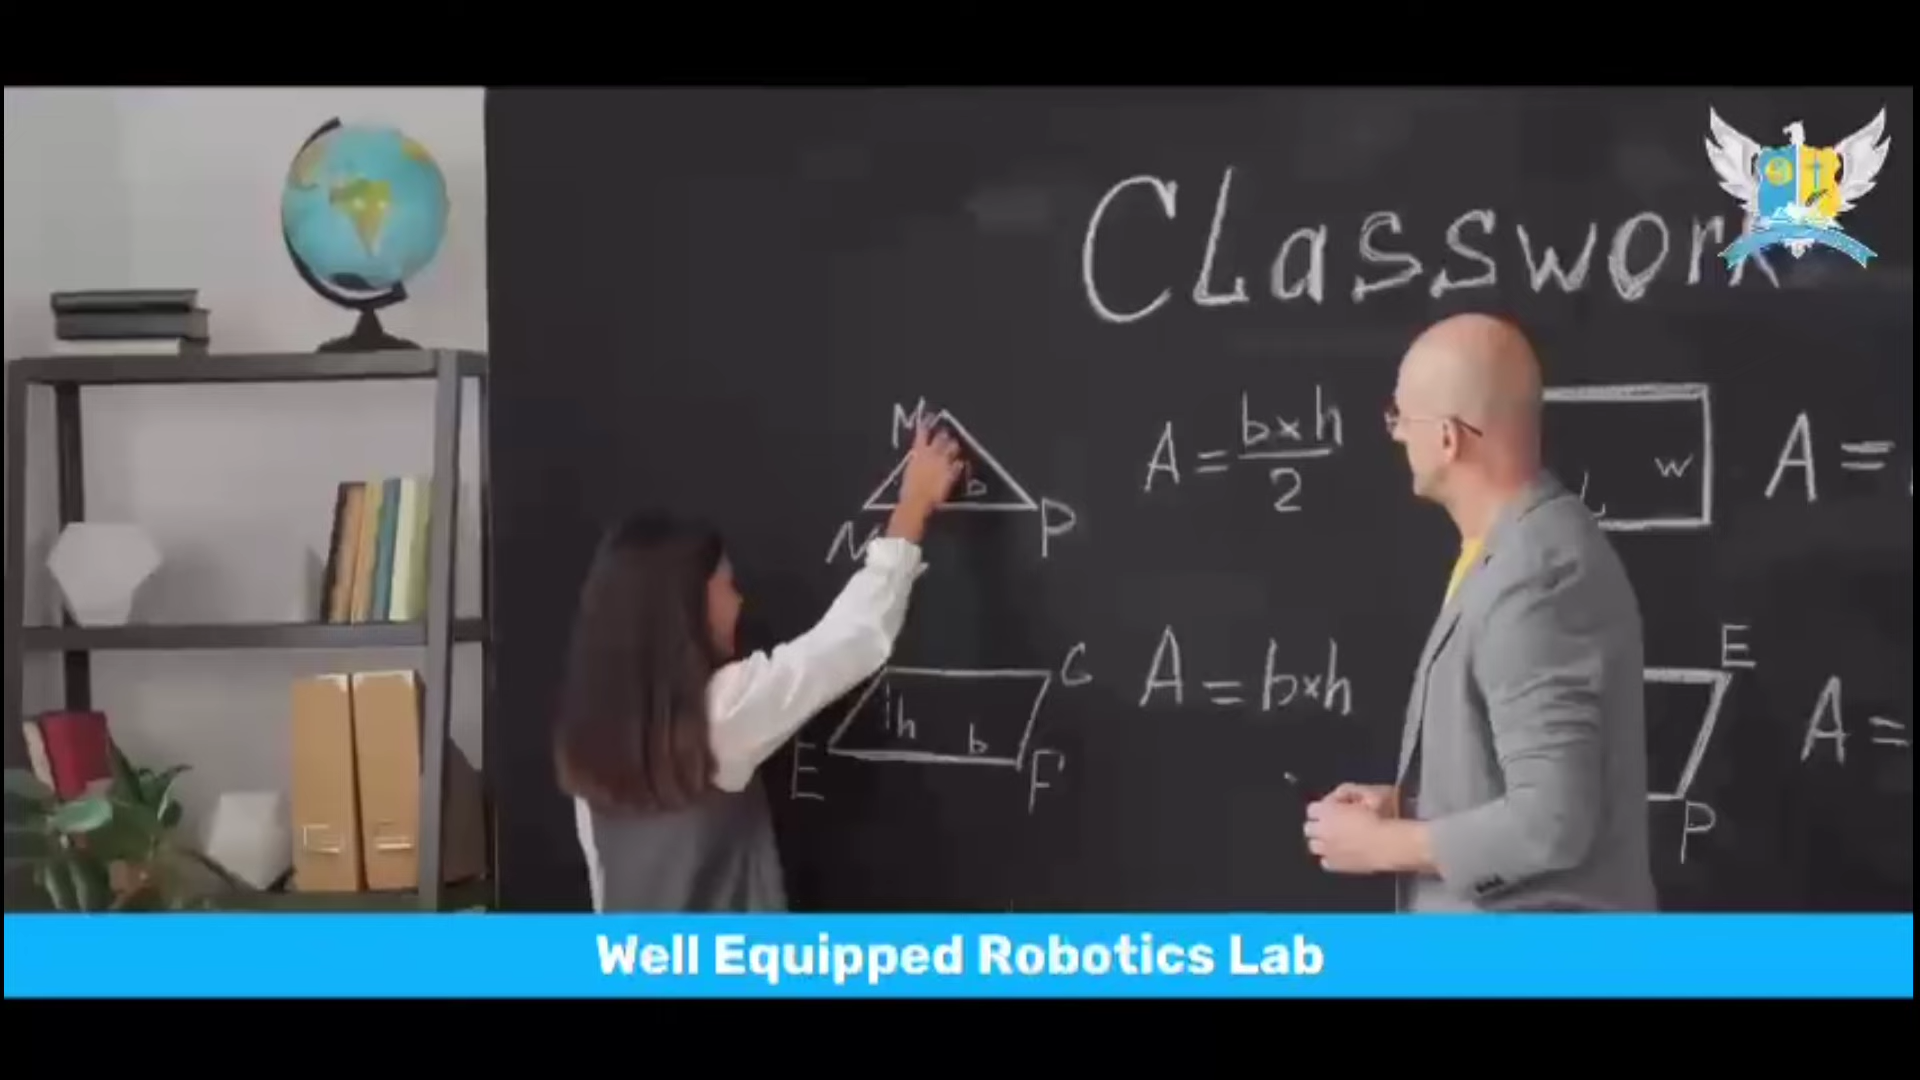 CLasswork
M
b
N
P
A = b×h
2
L
w
A =
C
h
b
E
F
A = b×h
E
P
A =
Well Equipped Robotics Lab